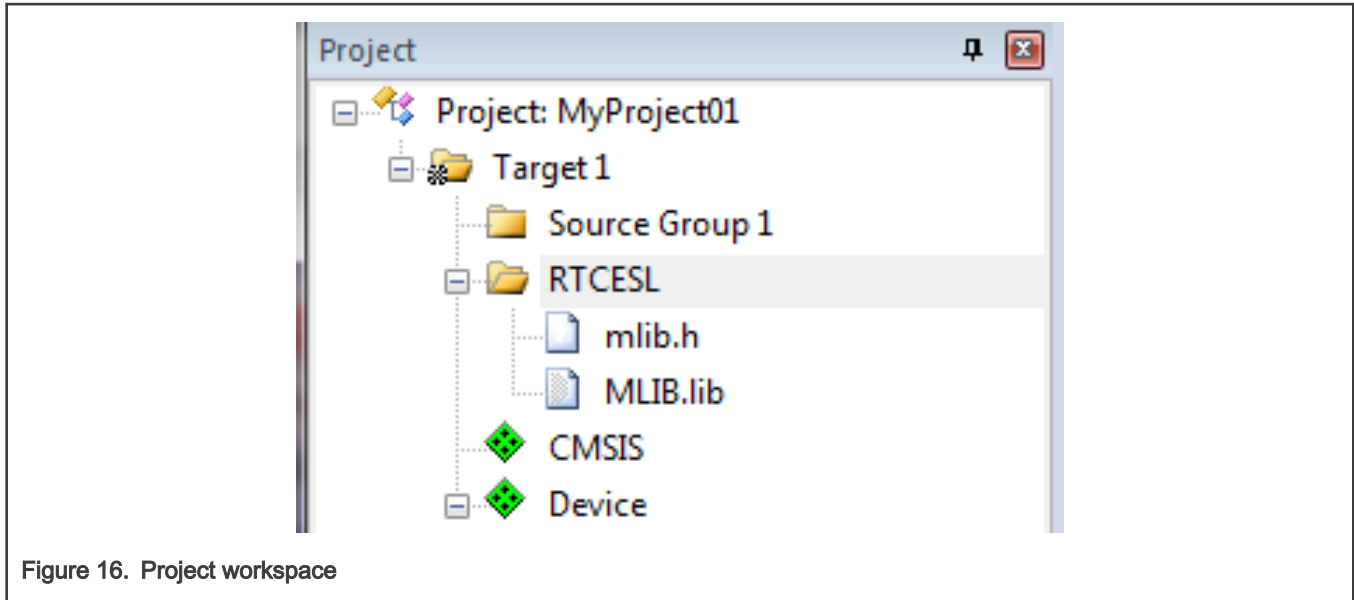 Project
Project: MyProject01
Target 1
Source Group 1
RTCESL
mlib.h
MLIB.lib
CMSIS
Device
Figure 16. Project workspace